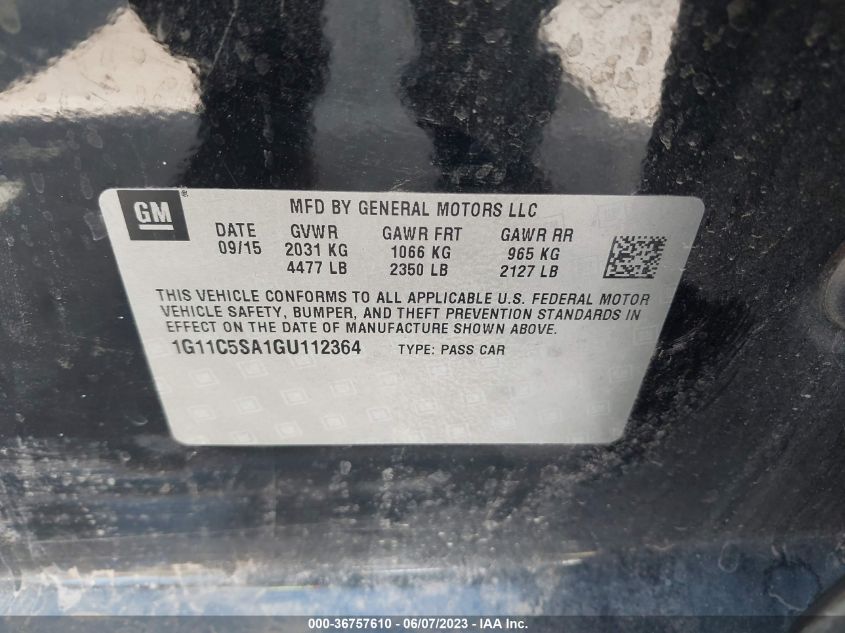 GM®
MFD BY GENERAL MOTORS LLC
DATE GVWR GAWR FRT GAWR RR
09/15 2031 KG 1066 KG 965 KG
4477 LB 2350 LB 2127 LB
THIS VEHICLE CONFORMS TO ALL APPLICABLE U.S. FEDERAL MOTOR
VEHICLE SAFETY, BUMPER, AND THEFT PREVENTION STANDARDS IN
EFFECT ON THE DATE OF MANUFACTURE SHOWN ABOVE.
1G11C5SA1GU112364 TYPE: PASS CAR
000-36757610 - 06/07/2023 - © IAA Inc.